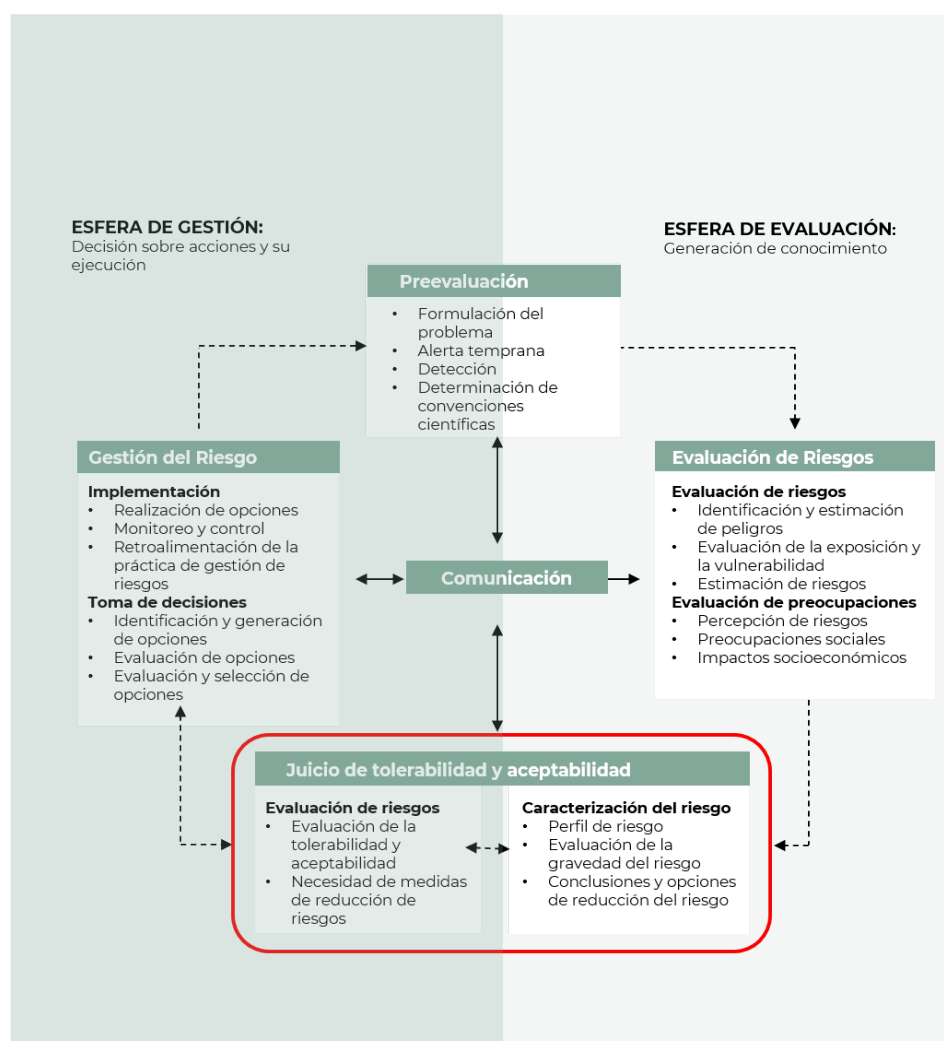 ESFERA DE GESTIÓN:
Decisión sobre acciones y su
ejecución
ESFERA DE EVALUACIÓN:
Generación de conocimiento
Preevaluación
• Formulación del
problema
• Alerta temprana
• Detección
• Determinación de
convenciones
científicas
Gestión del Riesgo
Implementación
• Realización de opciones
• Monitoreo y control
• Retroalimentación de la
práctica de gestión de
riesgos
Toma de decisiones
• Identificación y generación
de opciones
• Evaluación de opciones
• Evaluación y selección de
opciones
Comunicación
Evaluación de Riesgos
Evaluación de riesgos
• Identificación y estimación
de peligros
• Evaluación de la exposición y
la vulnerabilidad
• Estimación de riesgos
Evaluación de preocupaciones
• Percepción de riesgos
• Preocupaciones sociales
• Impactos socioeconómicos
Juicio de tolerabilidad y aceptabilidad
Evaluación de riesgos
• Evaluación de la
tolerabilidad y
aceptabilidad
• Necesidad de medidas
de reducción de
riesgos
Caracterización del riesgo
• Perfil de riesgo
• Evaluación de la
gravedad del riesgo
• Conclusiones y opciones
de reducción del riesgo